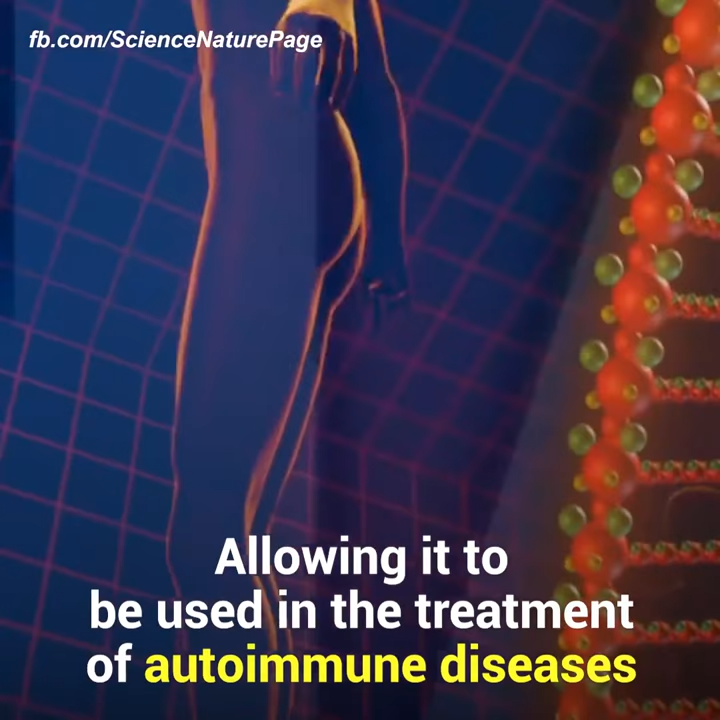 fb.com/ScienceNaturePage
Allowing it to
be used in the treatment
of autoimmune diseases